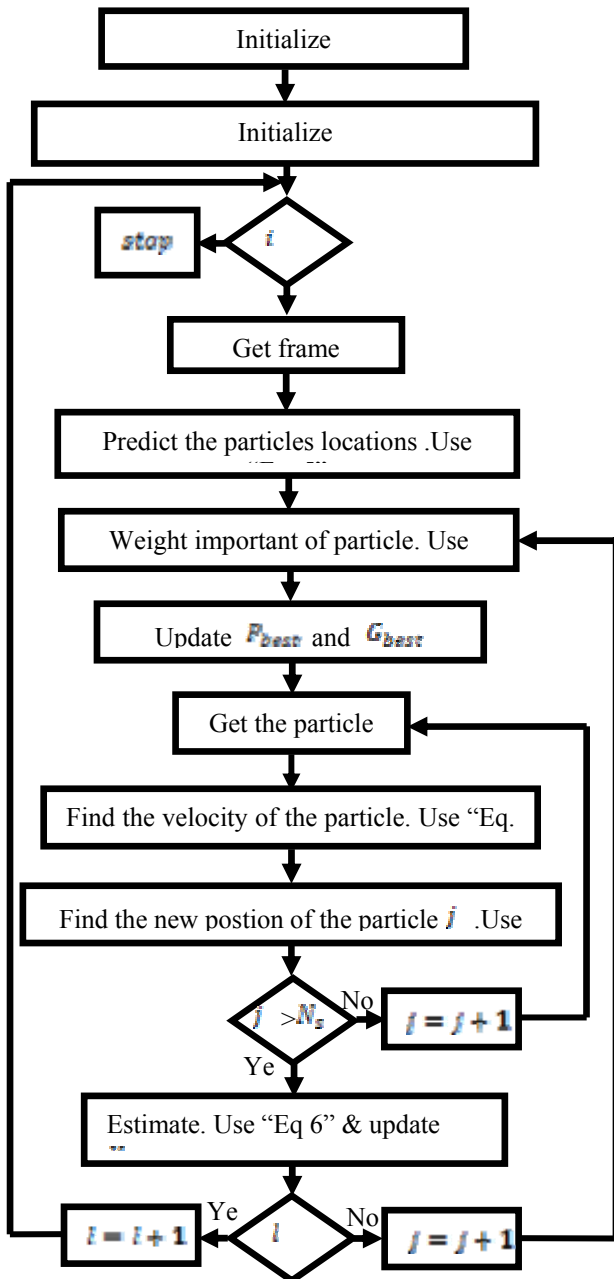 Initialize
Initialize
stop
i
Get frame
Predict the particles locations .Use
Weight important of particle. Use
Update P_best and G_best
Get the particle
Find the velocity of the particle. Use “Eq.
Find the new postion of the particle j .Use
j >N_s No j = j + 1
Ye
Estimate. Use “Eq 6” & update
i = i + 1 Ye i No j = j + 1